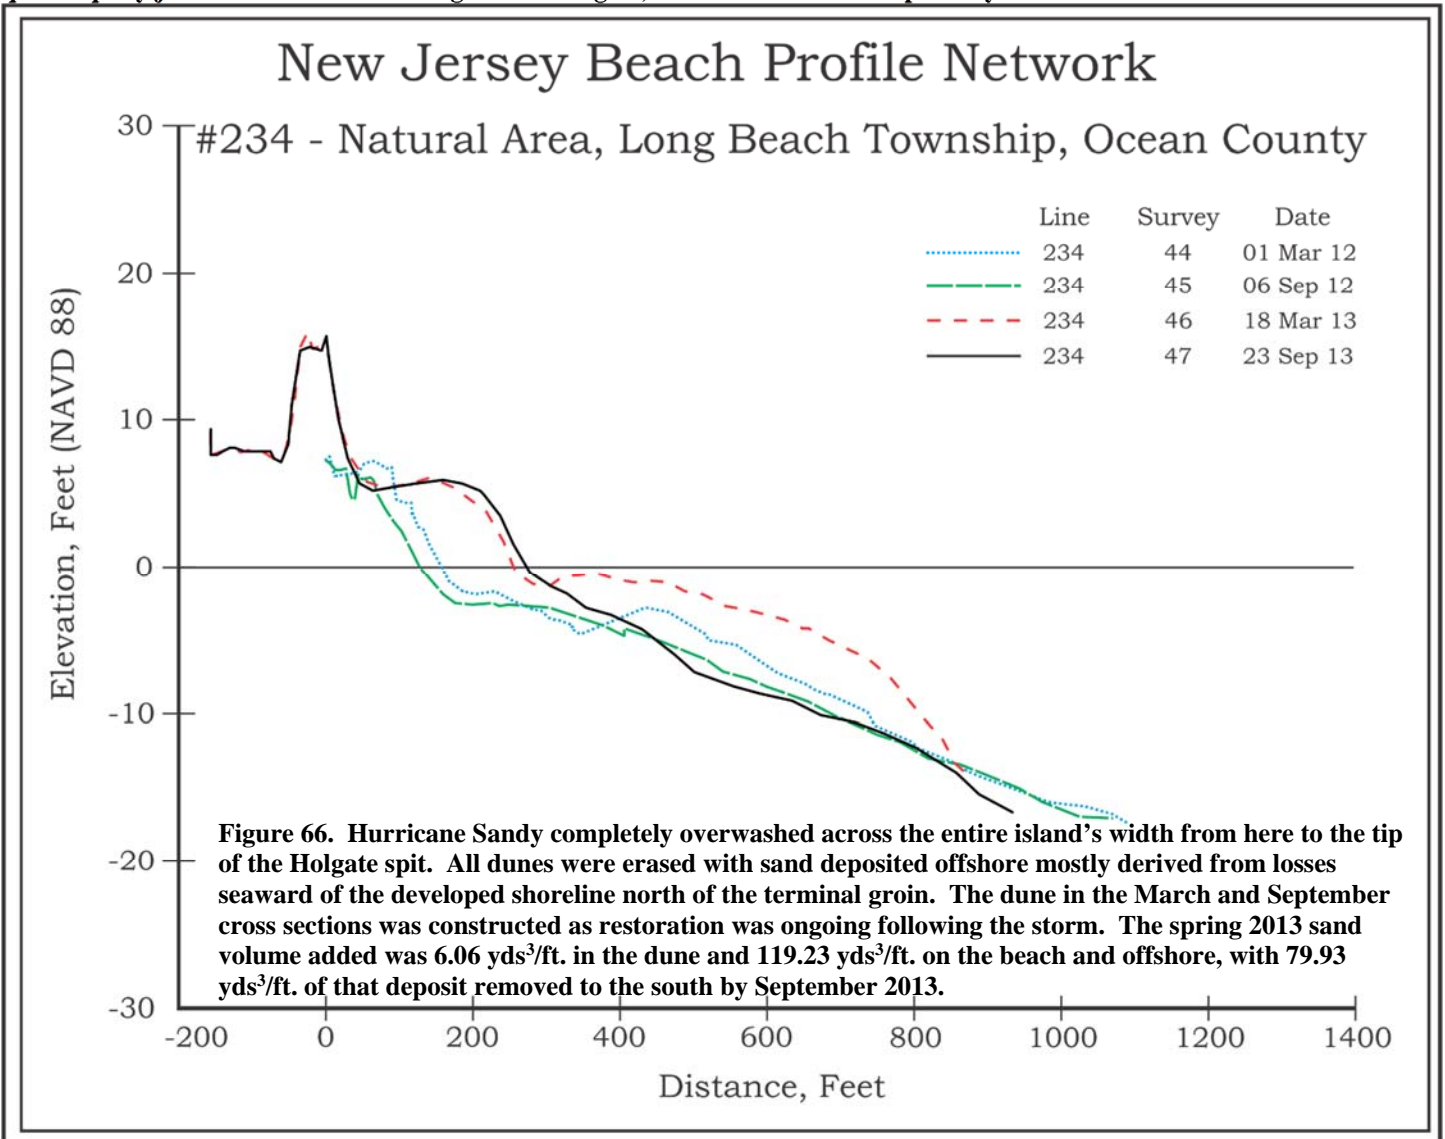 New Jersey Beach Profile Network
#234 - Natural Area, Long Beach Township, Ocean County
Line Survey Date
234 44 01 Mar 12
234 45 06 Sep 12
234 46 18 Mar 13
234 47 23 Sep 13
Elevation, Feet (NAVD 88)
30
20
10
0
-10
-20
-30
Figure 66. Hurricane Sandy completely overwashed across the entire island's width from here to the tip
of the Holgate spit. All dunes were erased with sand deposited offshore mostly derived from losses
seaward of the developed shoreline north of the terminal groin. The dune in the March and September
cross sections was constructed as restoration was ongoing following the storm. The spring 2013 sand
volume added was 6.06 yds³/ft. in the dune and 119.23 yds³/ft. on the beach and offshore, with 79.93
yds³/ft. of that deposit removed to the south by September 2013.
-200 0 200 400 600 800 1000 1200 1400
Distance, Feet